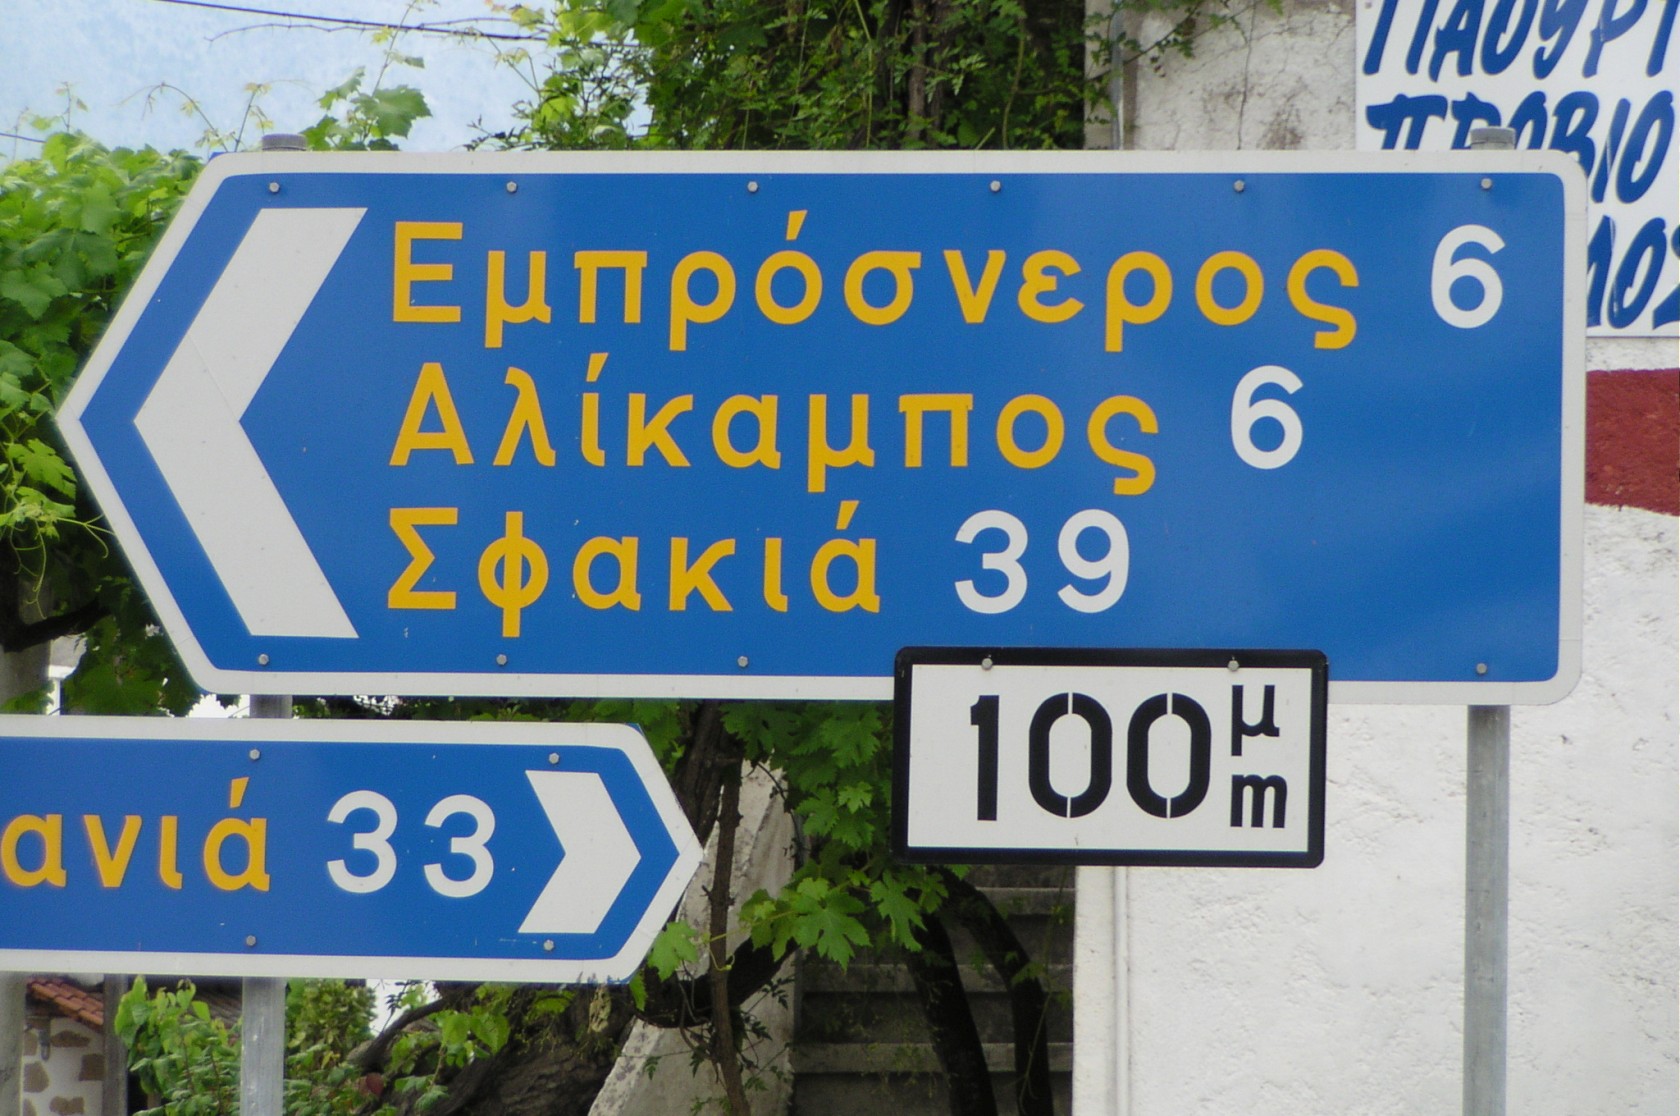 Εμπρόσνερος 6
Αλίκαμπος 6
Σφακιά 39
100 μ
m
ανιά 33